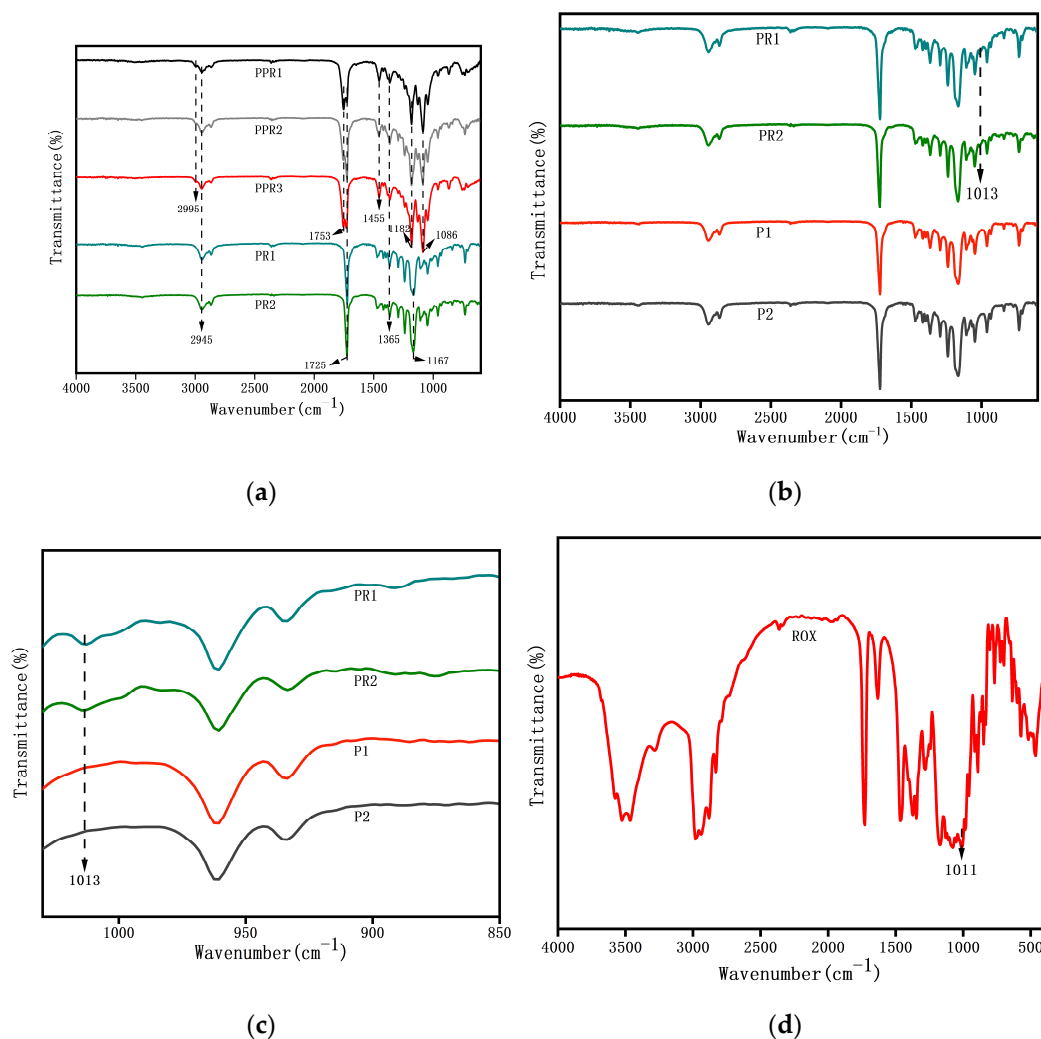 Transmittance(%)
PPR1
PPR2
PPR3
2995
1753
1455
1182
1086
PR1
PR2
2945
1725
1365
1167
4000 3500 3000 2500 2000 1500 1000
Wavenumber(cm⁻¹)
(a)
Transmittance(%)
PR1
PR2
1013
P1
P2
4000 3500 3000 2500 2000 1500 1000
Wavenumber(cm⁻¹)
(b)
Transmittance(%)
PR1
PR2
P1
P2
1013
1000 950 900 850
Wavenumber(cm⁻¹)
(c)
Transmittance(%)
ROX
1011
4000 3500 3000 2500 2000 1500 1000 500
Wavenumber(cm⁻¹)
(d)